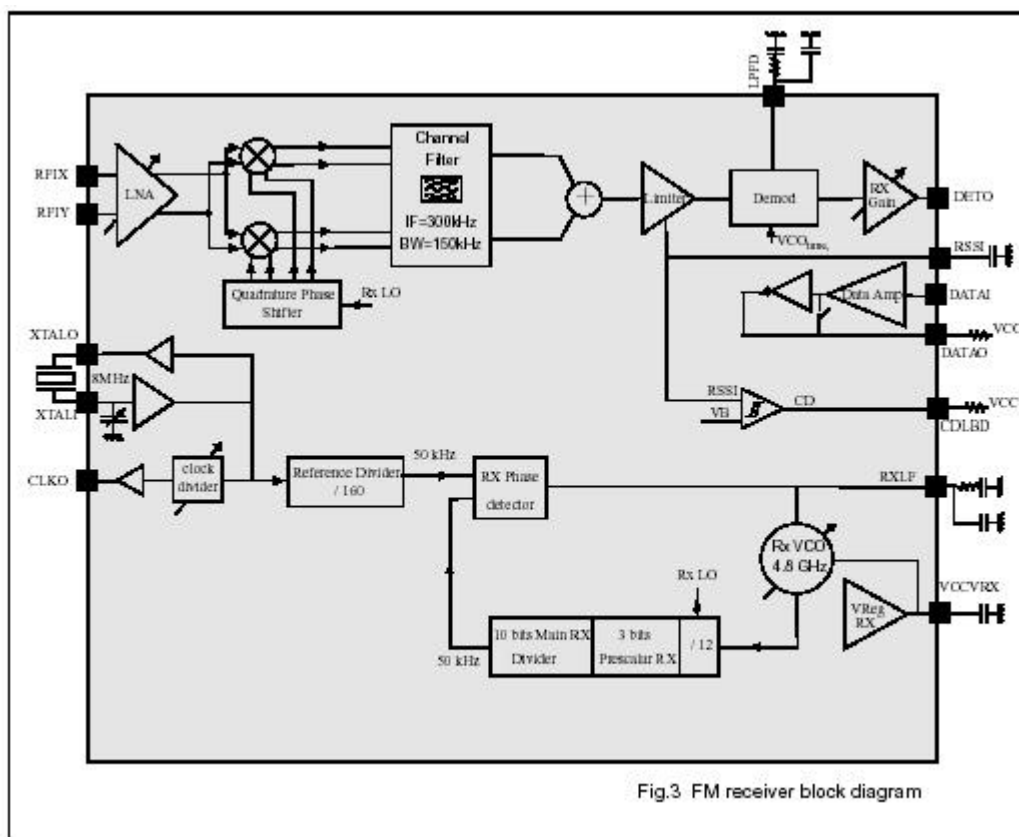 LPFD
RFIX
RFIY
LNA
Channel
Filter
IF=300kHz
BW=150kHz
Limiter
Demod
RX
Gain
DETO
VCO
RSSI
Quadrature Phase
Shifter
Rx LO
Data Amp
DATAI
DATAO
VCC
XTALO
8MHz
XTALI
RSSI
VB
CD
VCC
CDLBD
CLKO
clock
divider
Reference Divider
/ 160
50 kHz
RX Phase
detector
RXLF
Rx VCO
4.8 GHz
Rx LO
VReg
RX
VCCVRX
10 bits Main RX
Divider
3 bits
Prescalar RX
/ 12
50 kHz
Fig.3 FM receiver block diagram